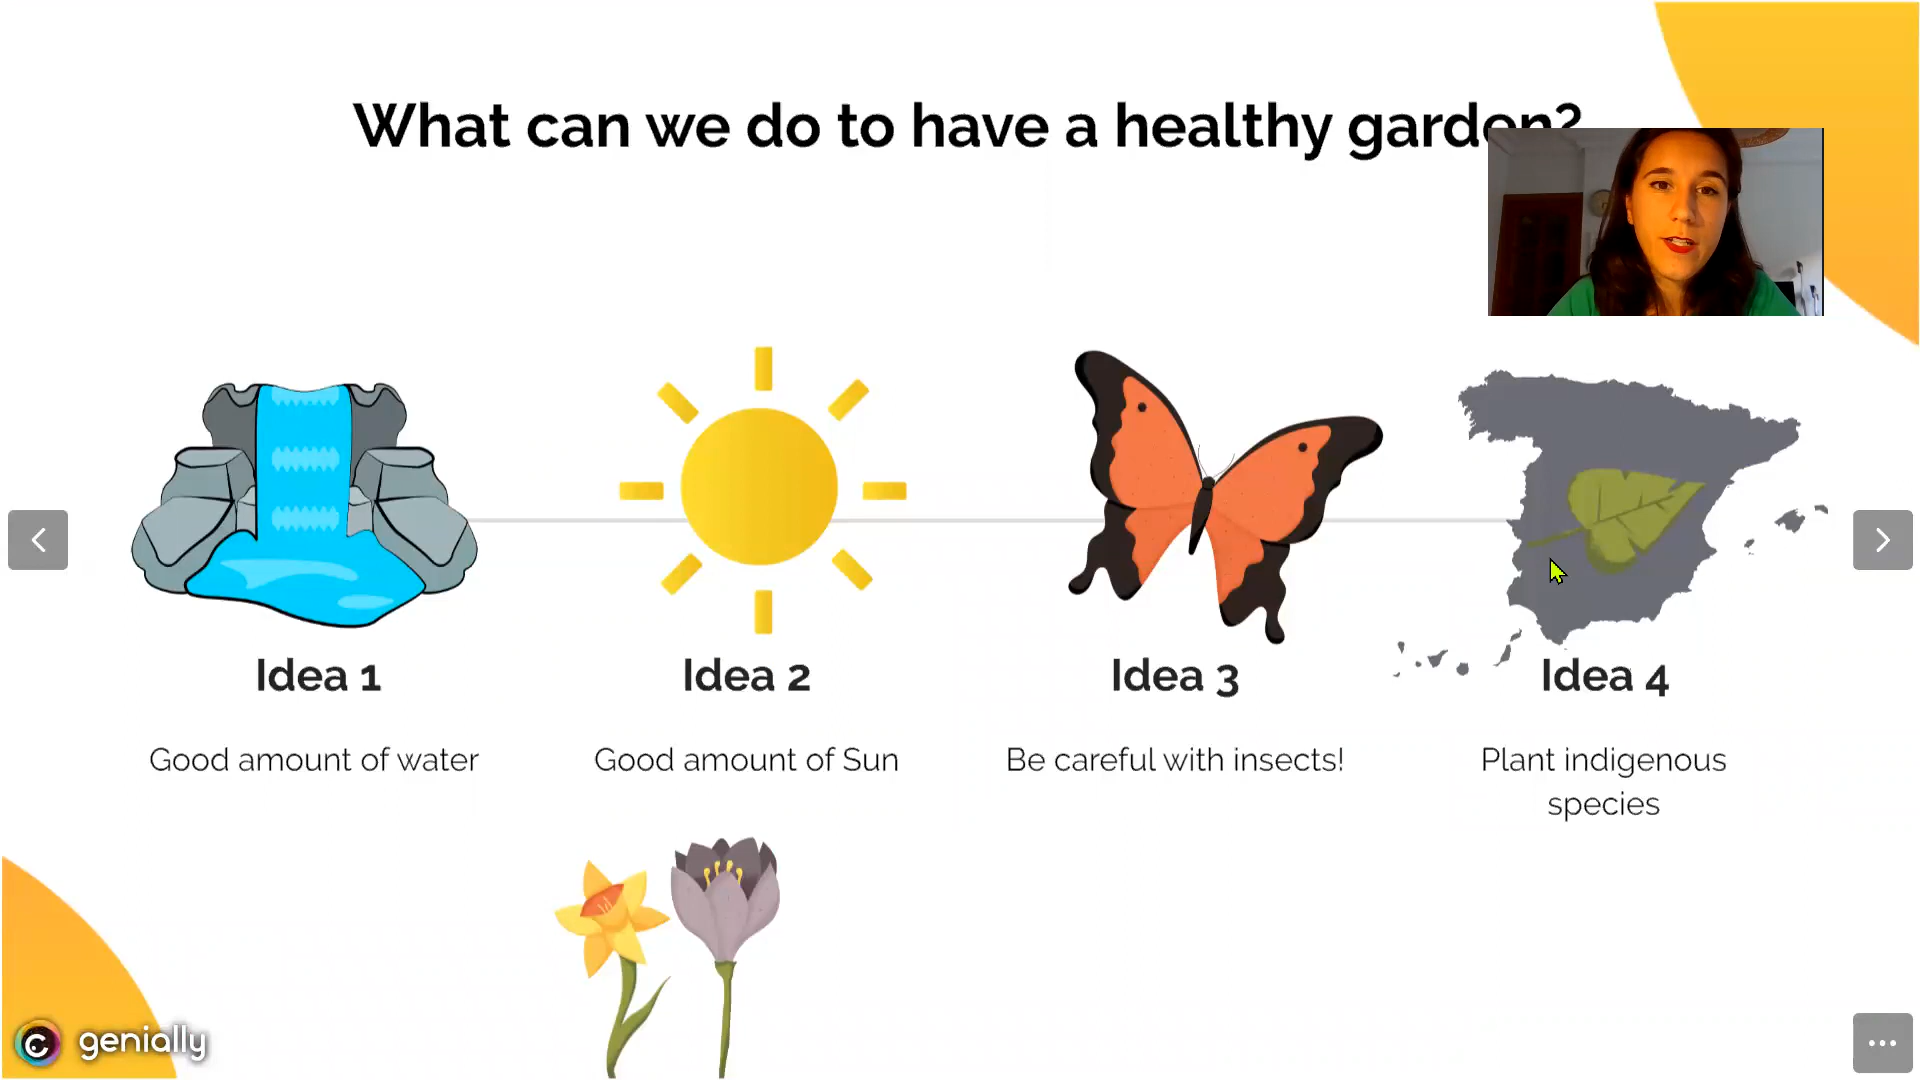 What can we do to have a healthy garden?
Idea 1
Idea 2
Idea 3
Idea 4
Good amount of water
Good amount of Sun
Be careful with insects!
Plant indigenous
species
genially